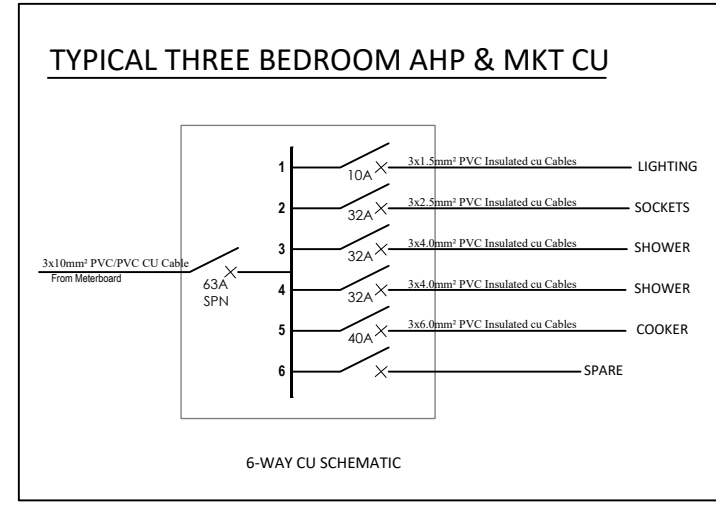 TYPICAL THREE BEDROOM AHP & MKT CU
1 10A 3x1.5mm² PVC Insulated cu Cables LIGHTING
2 32A 3x2.5mm² PVC Insulated cu Cables SOCKETS
3 32A 3x4.0mm² PVC Insulated cu Cables SHOWER
3x10mm² PVC/PVC CU Cable
From Meterboard
63A
SPN
4 32A 3x4.0mm² PVC Insulated cu Cables SHOWER
5 40A 3x6.0mm² PVC Insulated cu Cables COOKER
6 SPARE
6-WAY CU SCHEMATIC